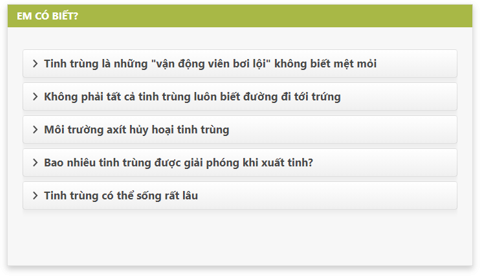 EM CÓ BIẾT?
Tinh trùng là những "vận động viên bơi lội" không biết mệt mỏi
Không phải tất cả tinh trùng luôn biết đường đi tới trứng
Môi trường axít hủy hoại tinh trùng
Bao nhiêu tinh trùng được giải phóng khi xuất tinh?
Tinh trùng có thể sống rất lâu